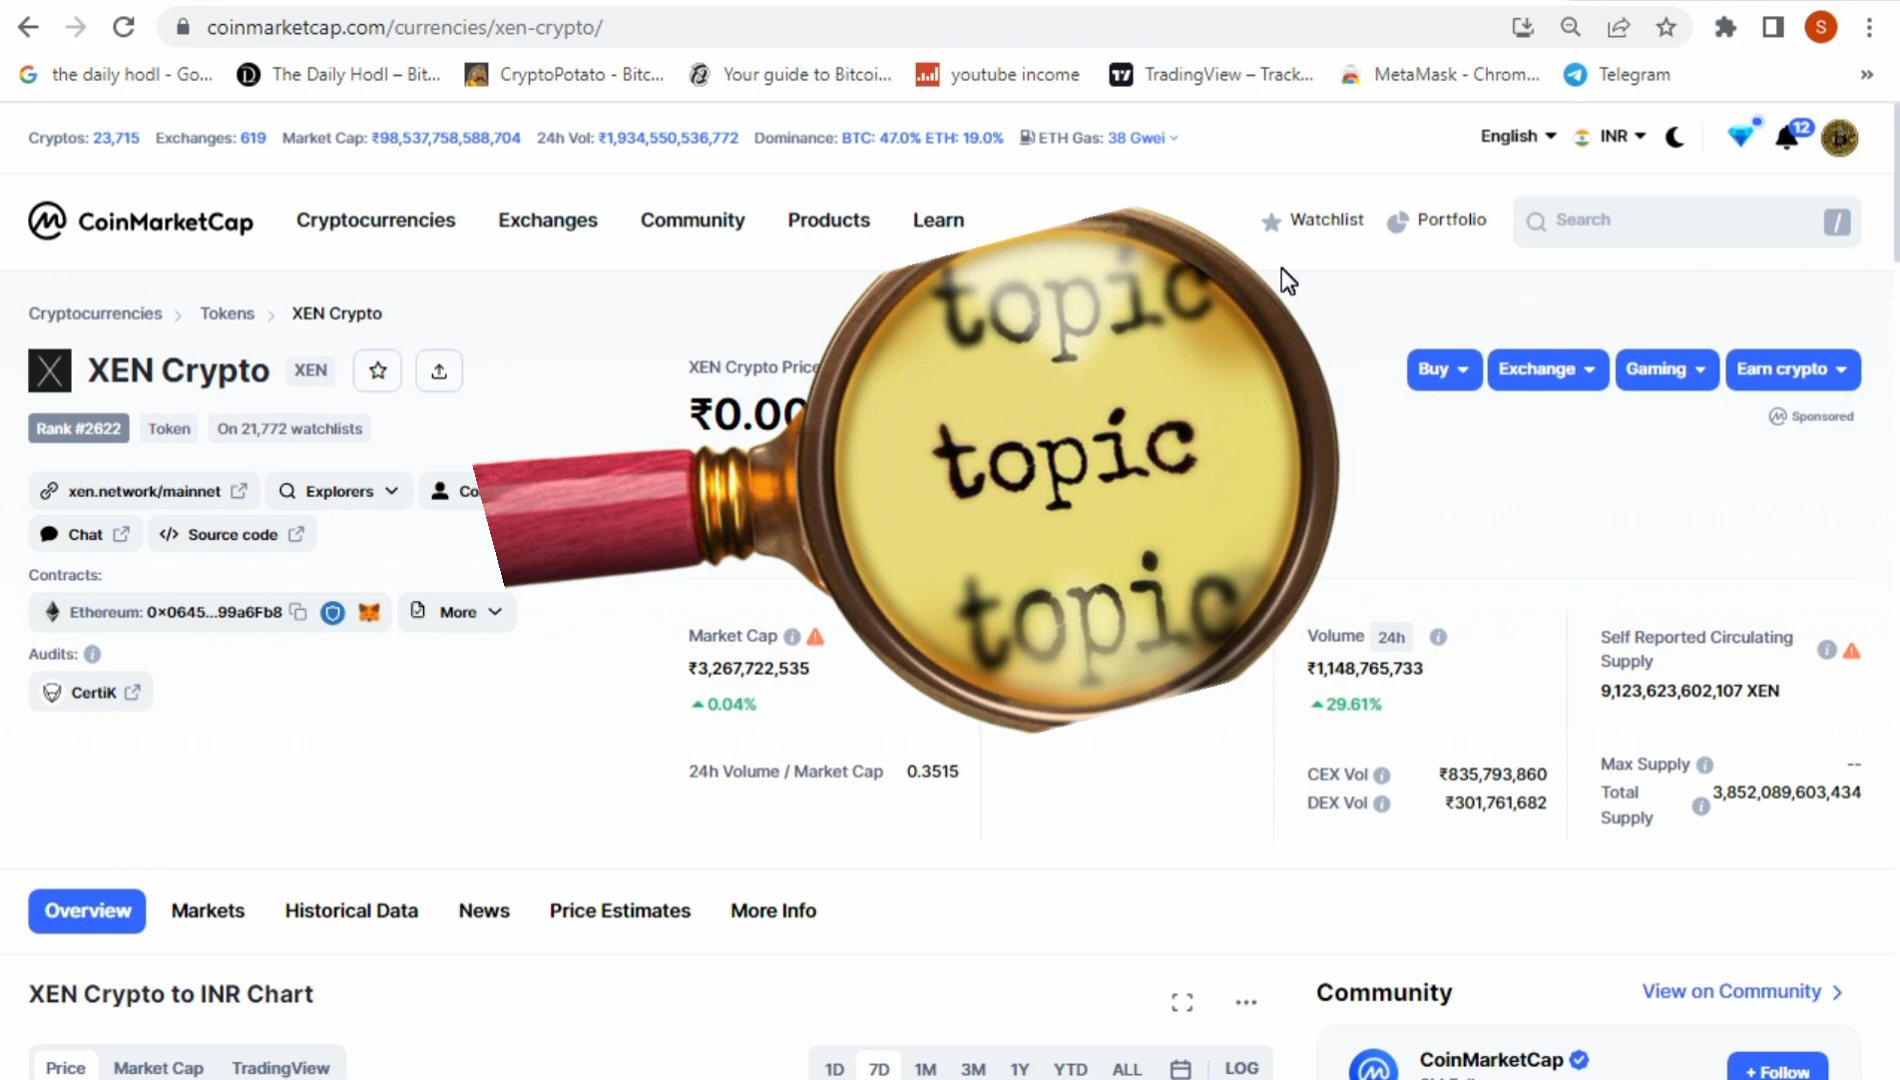 coinmarketcap.com/currencies/xen-crypto/
S
the daily hodl - Go... The Daily Hodl – Bit... CryptoPotato - Bitc... Your guide to Bitcoi... youtube income TradingView – Track... MetaMask - Chrom... Telegram »
Cryptos: 23,715 Exchanges: 619 Market Cap: ₹98,537,758,588,704 24h Vol: ₹1,934,550,536,772 Dominance: BTC: 47.0% ETH: 19.0% ETH Gas: 38 Gwei English INR 12
CoinMarketCap Cryptocurrencies Exchanges Community Products Learn Watchlist Portfolio Search /
Cryptocurrencies > Tokens > XEN Crypto
XEN Crypto XEN
Rank #2622 Token On 21,772 watchlists
xen.network/mainnet Explorers
Chat Source code
Contracts:
Ethereum: 0x0645...99a6Fb8 More
Audits:
CertiK
XEN Crypto Price
₹0.00
topic
topic
topic
Buy Exchange Gaming Earn crypto
Sponsored
Market Cap
₹3,267,722,535
0.04%
24h Volume / Market Cap 0.3515
Volume 24h
₹1,148,765,733
29.61%
CEX Vol ₹835,793,860
DEX Vol ₹301,761,682
Self Reported Circulating
Supply
9,123,623,602,107 XEN
Max Supply --
Total
Supply 3,852,089,603,434
Overview Markets Historical Data News Price Estimates More Info
XEN Crypto to INR Chart
Price Market Cap TradingView 1D 7D 1M 3M 1Y YTD ALL LOG
Community View on Community >
CoinMarketCap
+ Follow